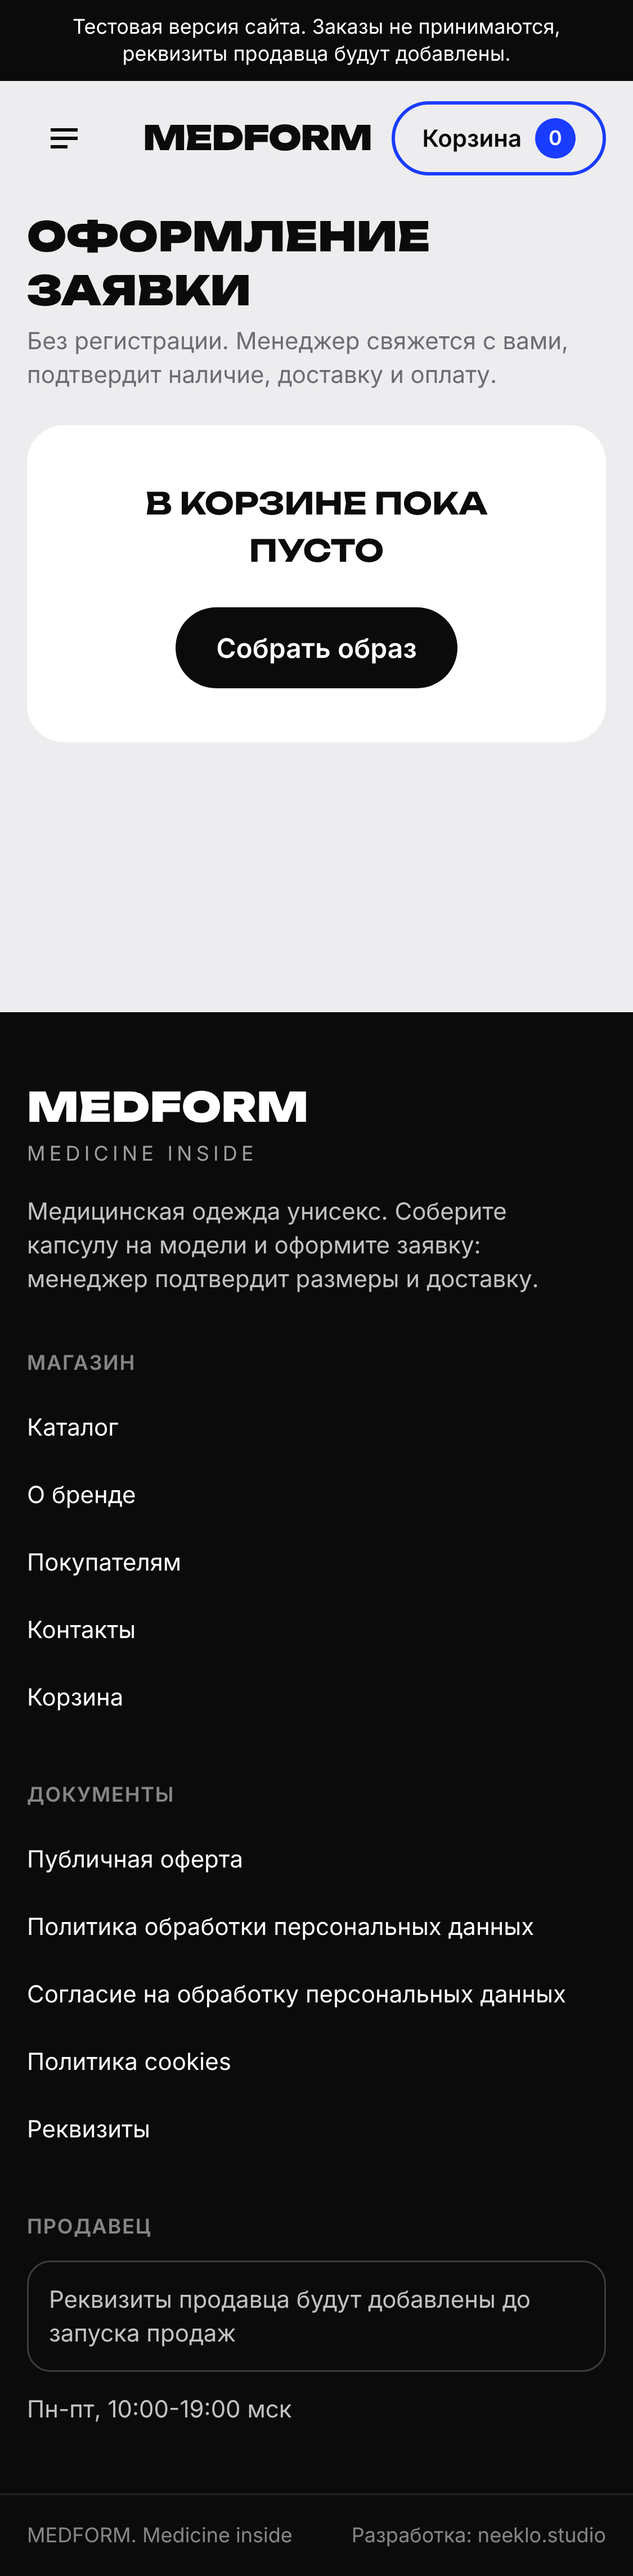 Тестовая версия сайта. Заказы не принимаются,
реквизиты продавца будут добавлены.
MEDFORM
Корзина 0
ОФОРМЛЕНИЕ
ЗАЯВКИ
Без регистрации. Менеджер свяжется с вами,
подтвердит наличие, доставку и оплату.
В КОРЗИНЕ ПОКА
ПУСТО
Собрать образ
MEDFORM
MEDICINE INSIDE
Медицинская одежда унисекс. Соберите
капсулу на модели и оформите заявку:
менеджер подтвердит размеры и доставку.
МАГАЗИН
Каталог
О бренде
Покупателям
Контакты
Корзина
ДОКУМЕНТЫ
Публичная оферта
Политика обработки персональных данных
Согласие на обработку персональных данных
Политика cookies
Реквизиты
ПРОДАВЕЦ
Реквизиты продавца будут добавлены до
запуска продаж
Пн-пт, 10:00-19:00 мск
MEDFORM. Medicine inside Разработка: neeklo.studio